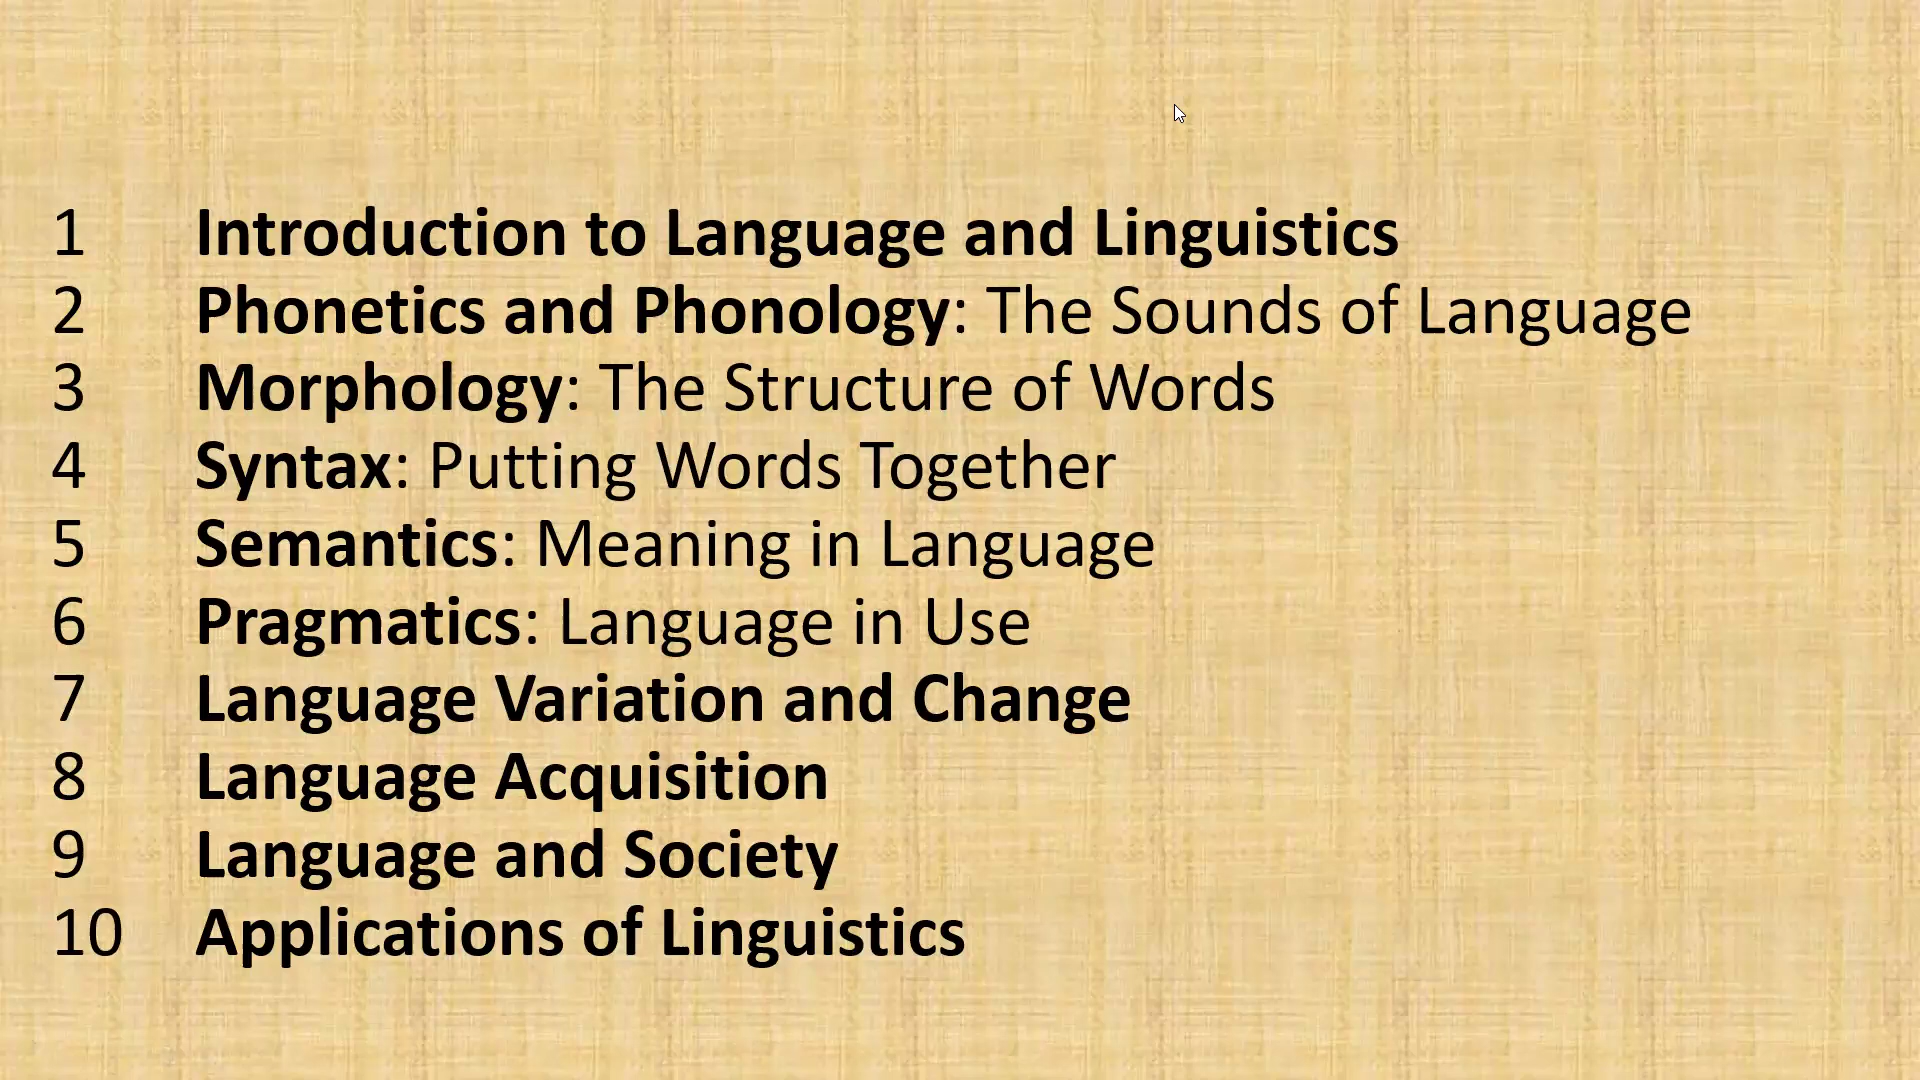 1 Introduction to Language and Linguistics
2 Phonetics and Phonology: The Sounds of Language
3 Morphology: The Structure of Words
4 Syntax: Putting Words Together
5 Semantics: Meaning in Language
6 Pragmatics: Language in Use
7 Language Variation and Change
8 Language Acquisition
9 Language and Society
10 Applications of Linguistics